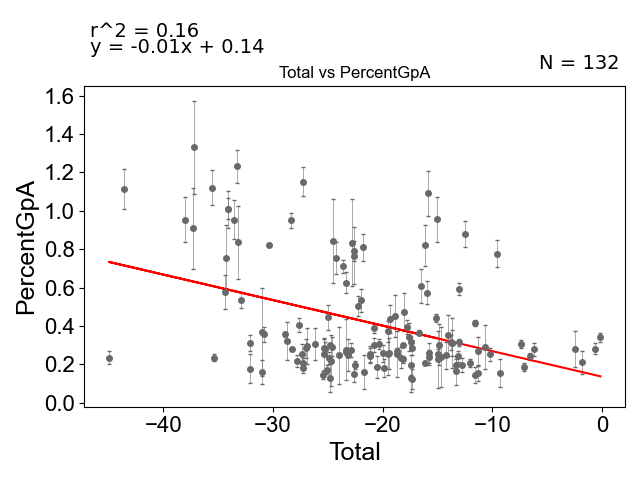 r^2 = 0.16
y = -0.01x + 0.14
N = 132
Total vs PercentGpA
1.6
1.4
1.2
1.0
0.8
0.6
0.4
0.2
0.0
PercentGpA
−40 −30 −20 −10 0
Total